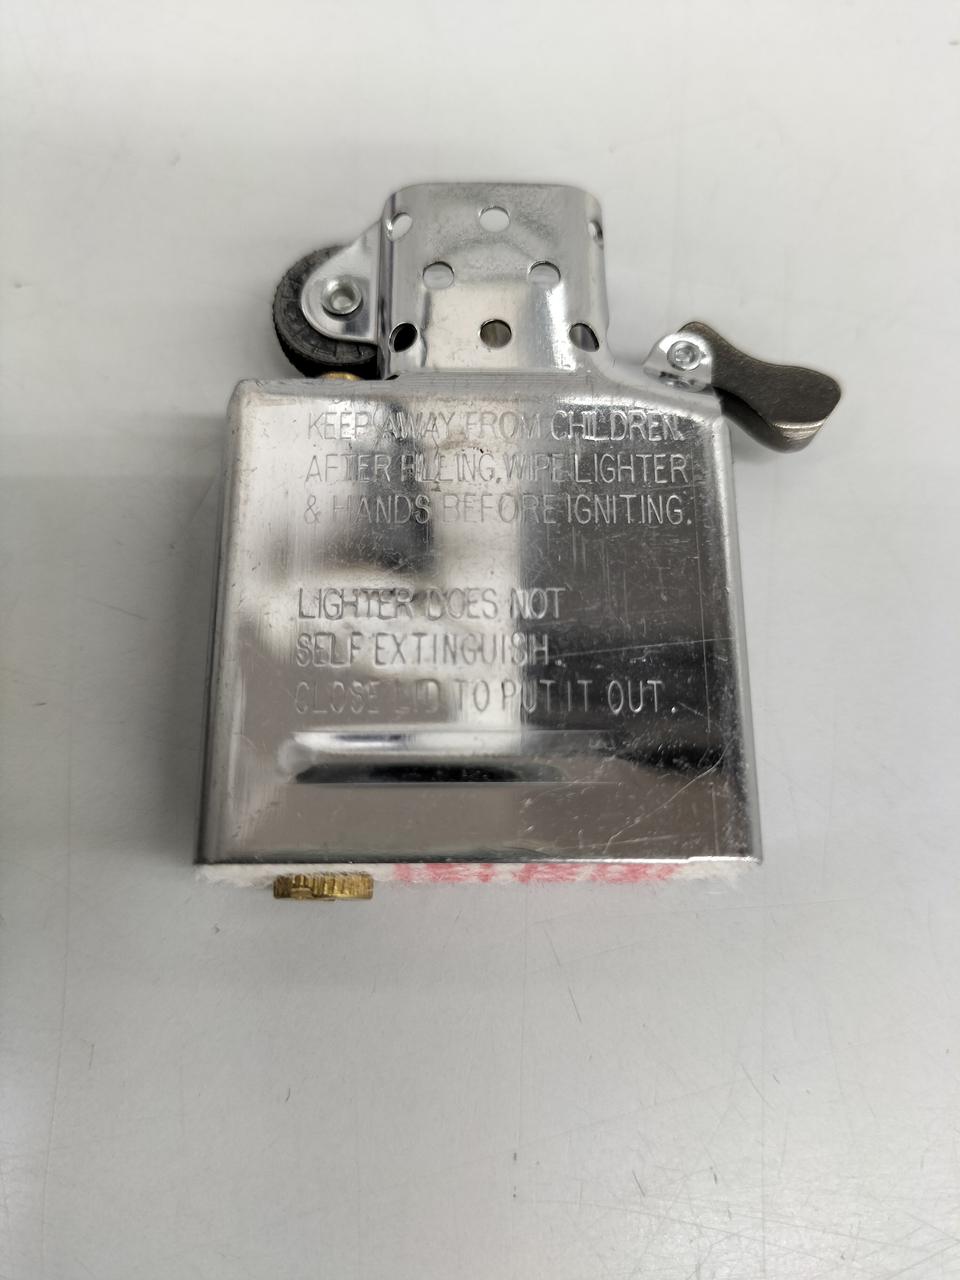 KEEP AWAY FROM CHILDREN.
AFTER FILLING, WIPE LIGHTER
& HANDS BEFORE IGNITING.
LIGHTER DOES NOT
SELF EXTINGUISH.
CLOSE LID TO PUT IT OUT.